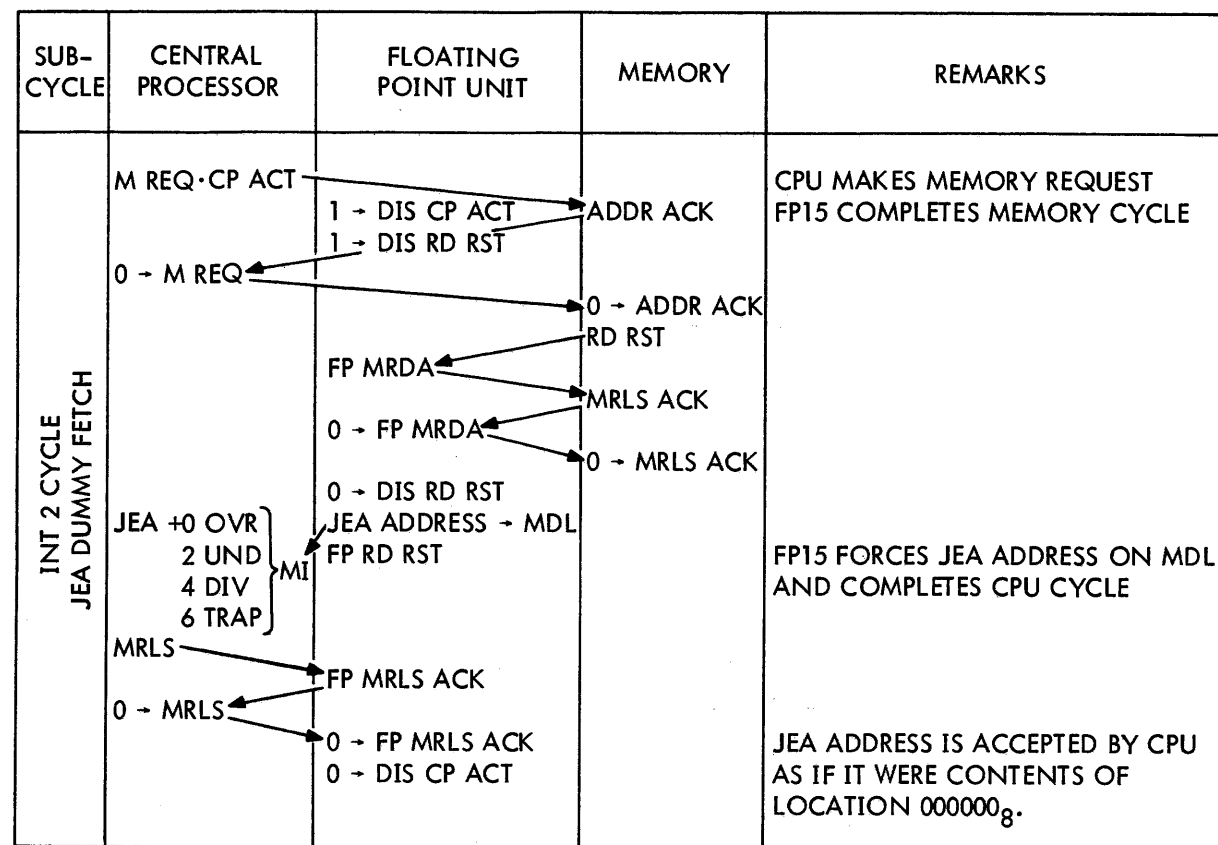 SUB-CYCLE
CENTRAL PROCESSOR
FLOATING POINT UNIT
MEMORY
REMARKS
INT 2 CYCLE
JEA DUMMY FETCH
M REQ·CP ACT
CPU MAKES MEMORY REQUEST
1 → DIS CP ACT
ADDR ACK
FP15 COMPLETES MEMORY CYCLE
1 → DIS RD RST
0 → M REQ
0 → ADDR ACK
RD RST
FP MRDA
MRLS ACK
0 → FP MRDA
0 → MRLS ACK
0 → DIS RD RST
JEA +0 OVR
JEA ADDRESS → MDL
2 UND
MI
FP RD RST
FP15 FORCES JEA ADDRESS ON MDL
4 DIV
AND COMPLETES CPU CYCLE
6 TRAP
MRLS
FP MRLS ACK
0 → MRLS
0 → FP MRLS ACK
JEA ADDRESS IS ACCEPTED BY CPU
0 → DIS CP ACT
AS IF IT WERE CONTENTS OF
LOCATION 000000₈.